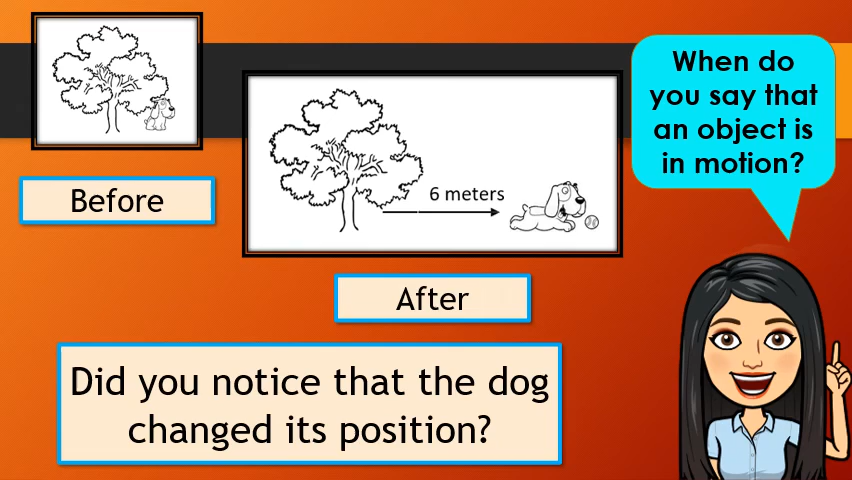 When do
you say that
an object is
in motion?
6 meters
Before
After
Did you notice that the dog
changed its position?